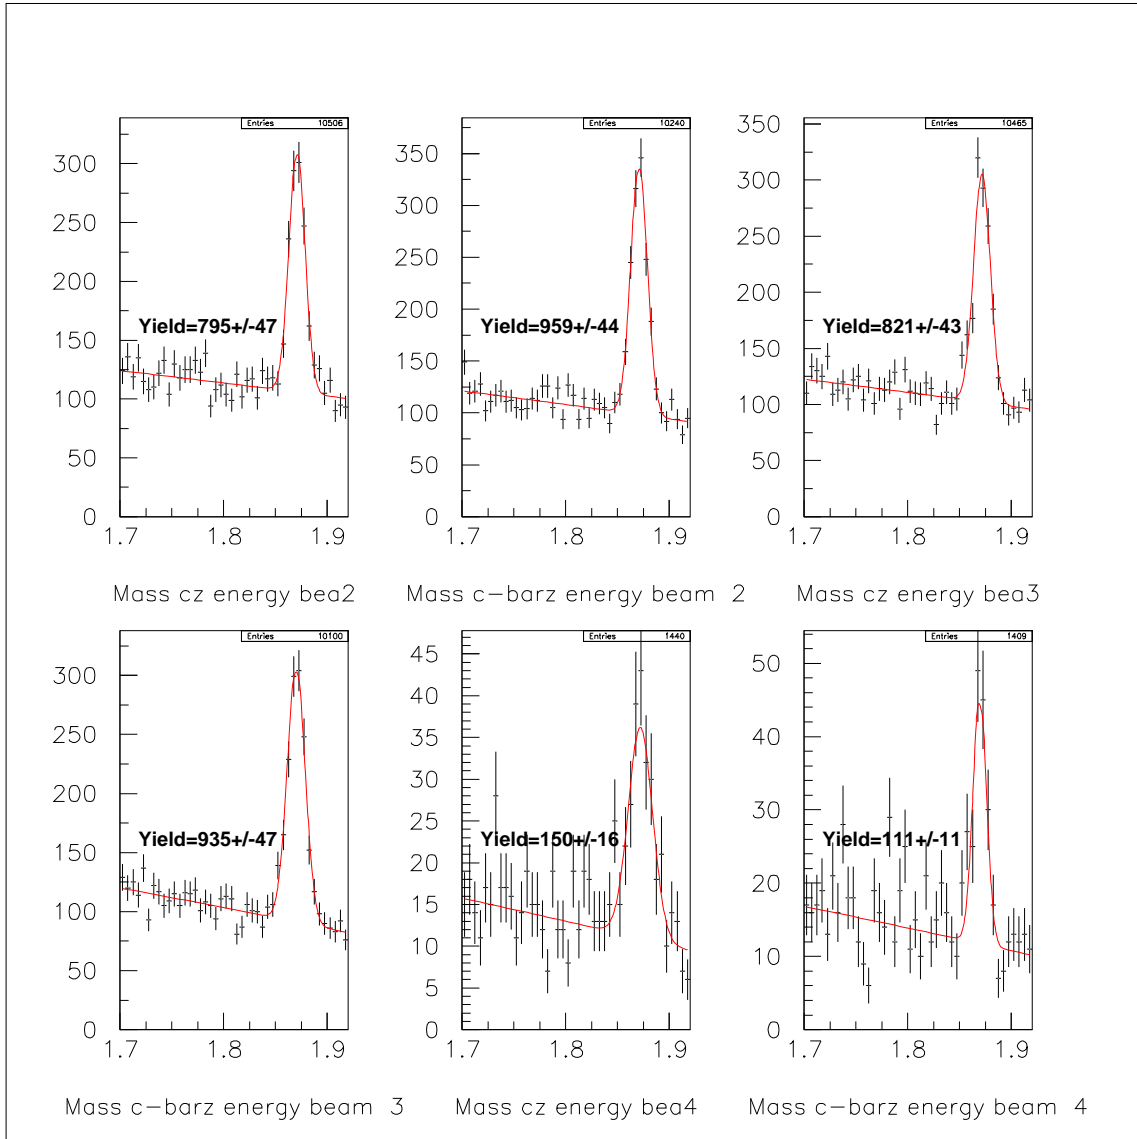 Entries 10506
300
250
200
150
100
50
0
Yield=795+/-47
1.7 1.8 1.9
Mass cz energy bea2
Entries 10240
350
300
250
200
150
100
50
0
Yield=959+/-44
1.7 1.8 1.9
Mass c-barz energy beam 2
Entries 10465
350
300
250
200
150
100
50
0
Yield=821+/-43
1.7 1.8 1.9
Mass cz energy bea3
Entries 10100
300
250
200
150
100
50
0
Yield=935+/-47
1.7 1.8 1.9
Mass c-barz energy beam 3
Entries 1440
45
40
35
30
25
20
15
10
5
0
Yield=150+/-16
1.7 1.8 1.9
Mass cz energy bea4
Entries 1409
50
40
30
20
10
0
Yield=111+/-11
1.7 1.8 1.9
Mass c-barz energy beam 4